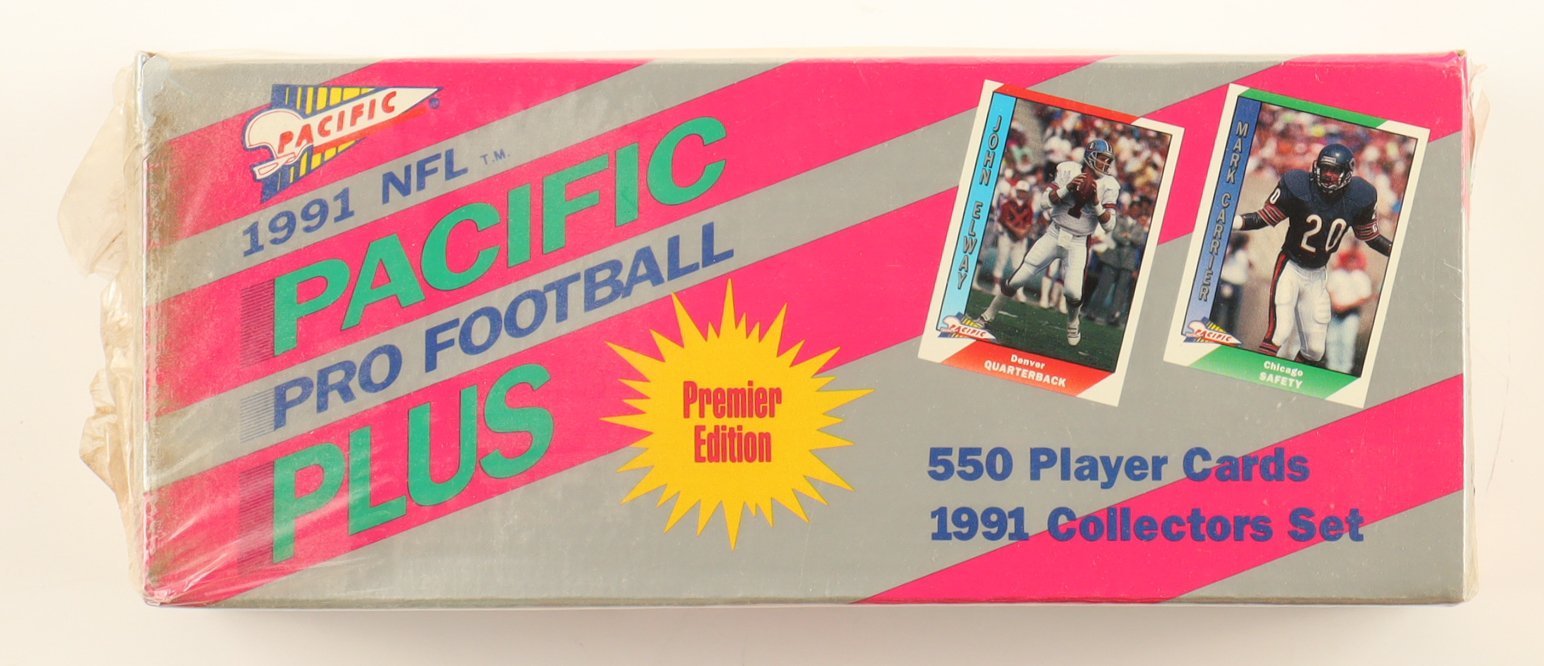 PACIFIC
1991 NFL T.M.
PACIFIC
PRO FOOTBALL
PLUS
Premier
Edition
JOHN ELWAY
PACIFIC
Denver
QUARTERBACK
MARK CARRIER
20
PACIFIC
Chicago
SAFETY
550 Player Cards
1991 Collectors Set